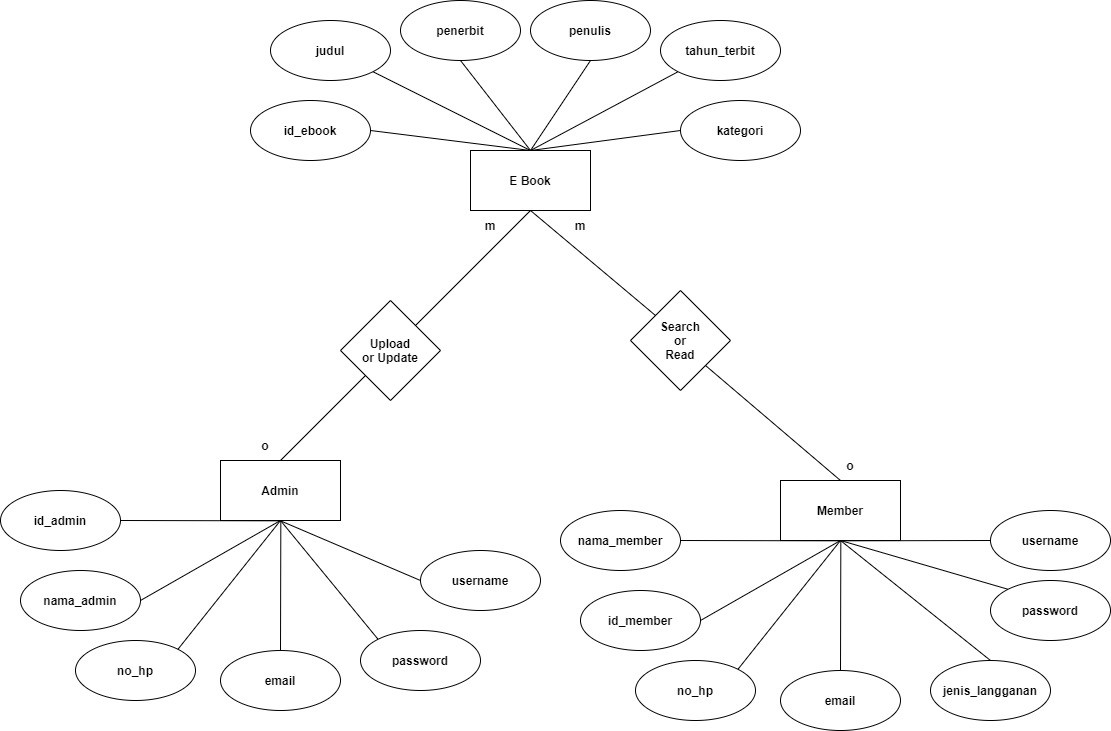 penerbit
penulis
judul
tahun_terbit
id_ebook
kategori
E Book
m
m
Upload
or Update
Search
or
Read
o
o
Admin
Member
id_admin
nama_admin
no_hp
email
password
username
nama_member
id_member
no_hp
email
jenis_langganan
password
username